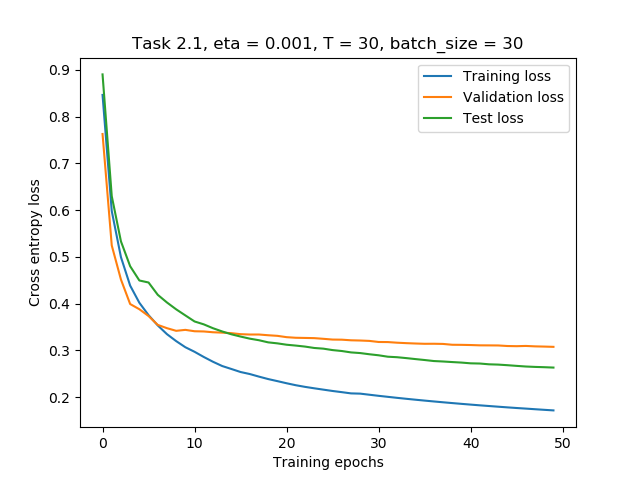 Task 2.1, eta = 0.001, T = 30, batch_size = 30
Training loss
Validation loss
Test loss
Cross entropy loss
0.9
0.8
0.7
0.6
0.5
0.4
0.3
0.2
0
10
20
30
40
50
Training epochs